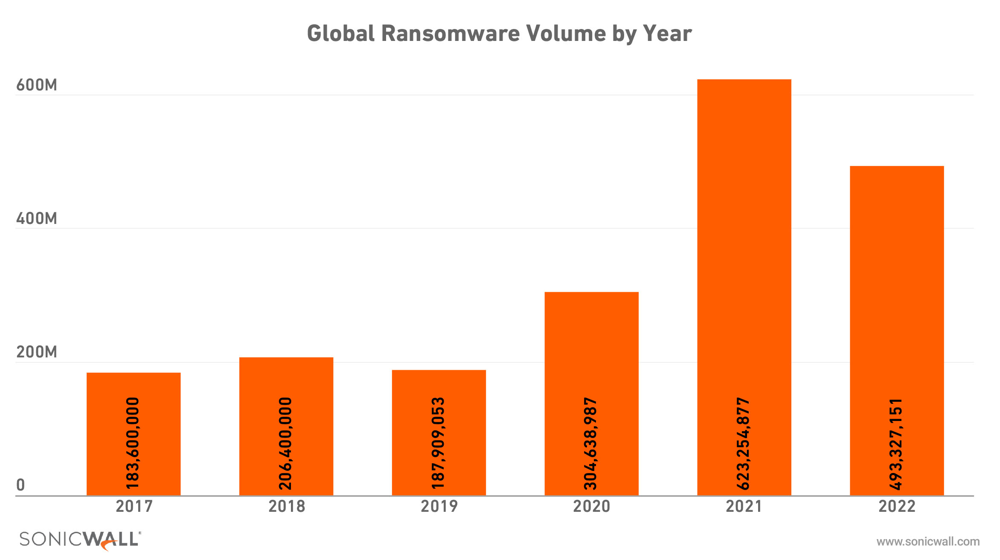 Global Ransomware Volume by Year
600M
400M
200M
0
183,600,000
206,400,000
187,909,053
304,638,987
623,254,877
493,327,151
2017
2018
2019
2020
2021
2022
SONICWALL®
www.sonicwall.com